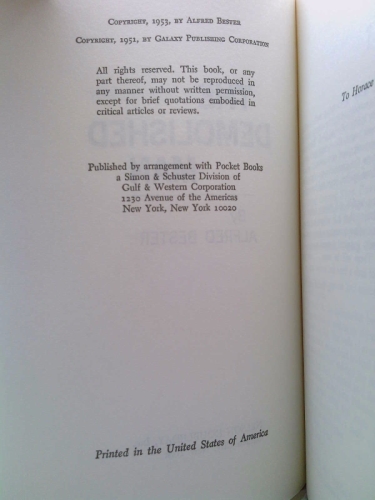 Copyright, 1953, by Alfred Bester
Copyright, 1951, by Galaxy Publishing Corporation
All rights reserved. This book, or any
part thereof, may not be reproduced in
any manner without written permission,
except for brief quotations embodied in
critical articles or reviews.
Published by arrangement with Pocket Books
a Simon & Schuster Division of
Gulf & Western Corporation
1230 Avenue of the Americas
New York, New York 10020
Printed in the United States of America
To Horace